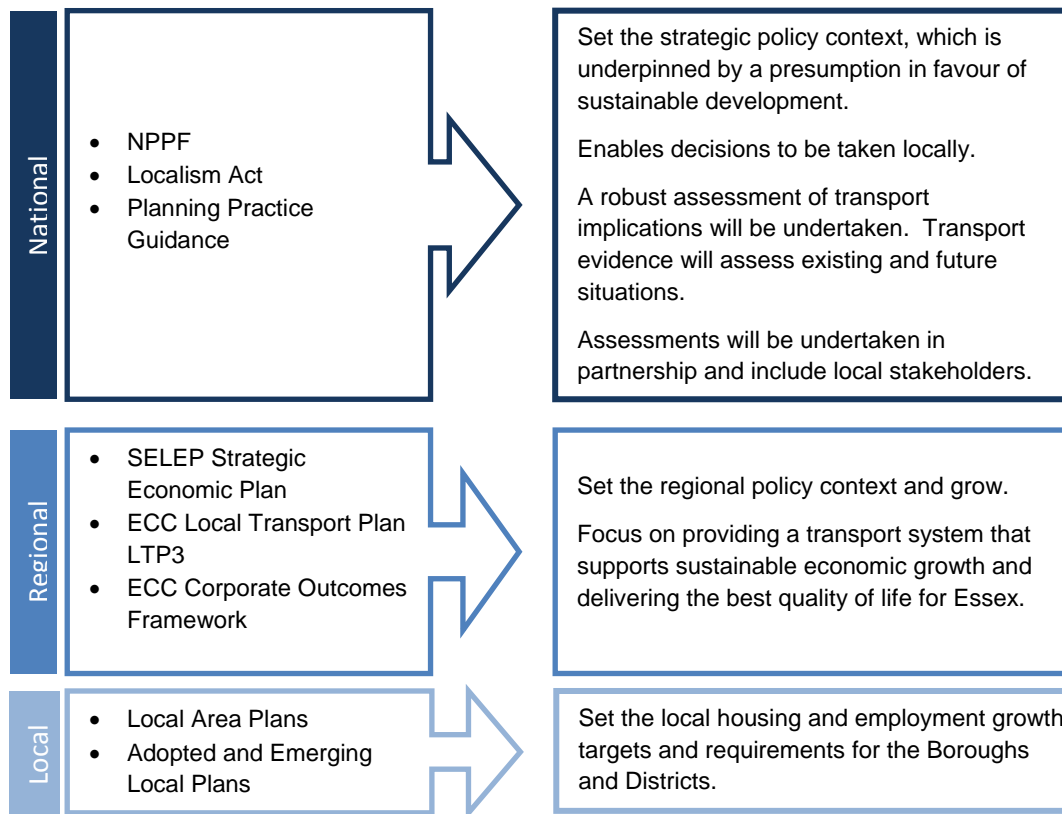 National
• NPPF
• Localism Act
• Planning Practice
Guidance
Set the strategic policy context, which is
underpinned by a presumption in favour of
sustainable development.
Enables decisions to be taken locally.
A robust assessment of transport
implications will be undertaken.  Transport
evidence will assess existing and future
situations.
Assessments will be undertaken in
partnership and include local stakeholders.
Regional
• SELEP Strategic
Economic Plan
• ECC Local Transport Plan
LTP3
• ECC Corporate Outcomes
Framework
Set the regional policy context and grow.
Focus on providing a transport system that
supports sustainable economic growth and
delivering the best quality of life for Essex.
Local
• Local Area Plans
• Adopted and Emerging
Local Plans
Set the local housing and employment growth
targets and requirements for the Boroughs
and Districts.